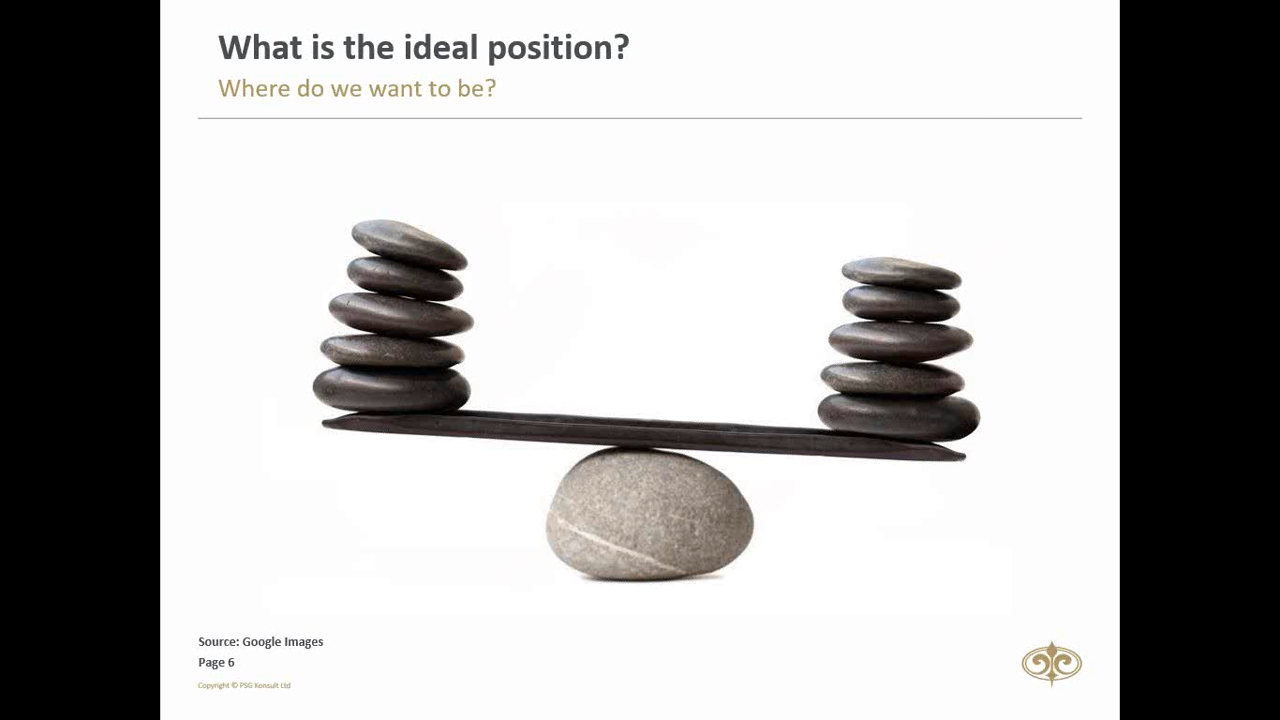 What is the ideal position?
Where do we want to be?
Source: Google Images
Page 6
Copyright © PSG Konsult Ltd